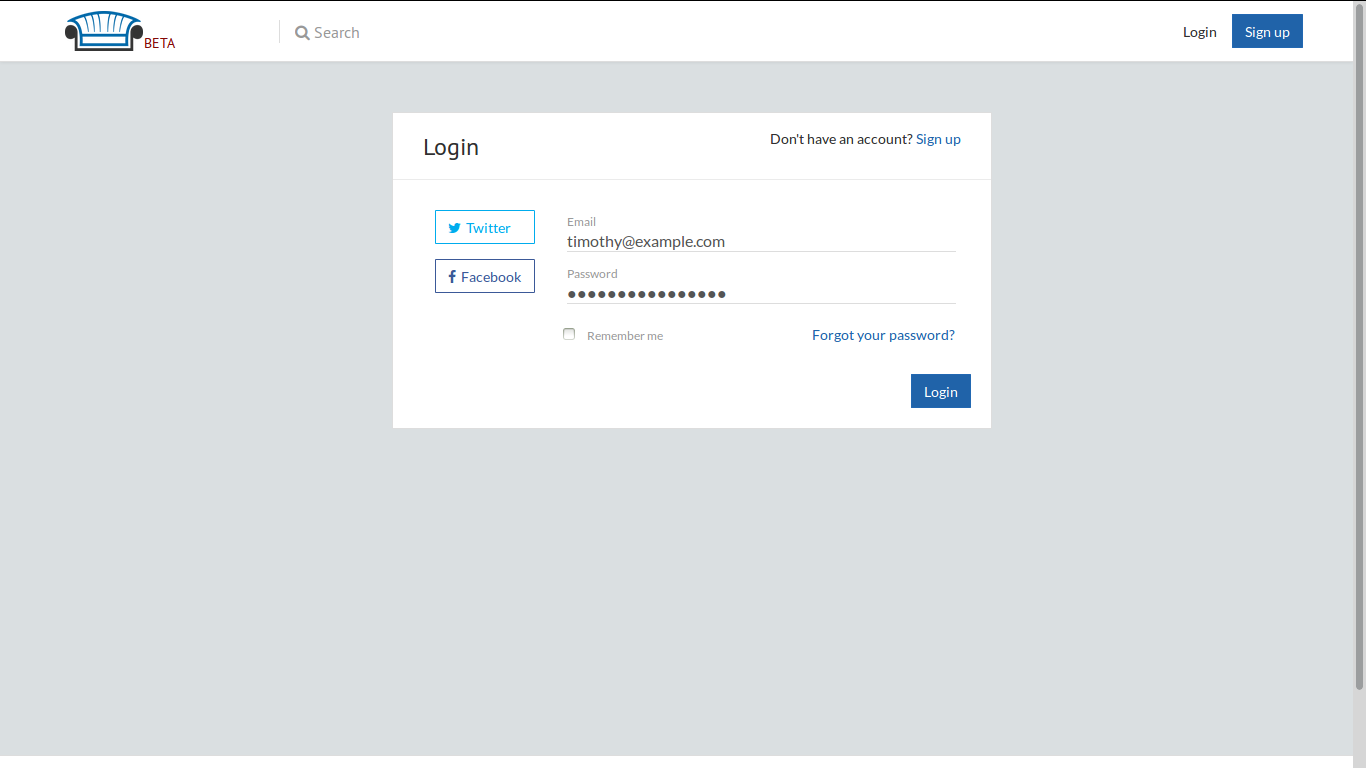 BETA
Search
Login
Sign up
Login
Don't have an account? Sign up
Twitter
Facebook
Email
timothy@example.com
Password
●●●●●●●●●●●●●●●●
Remember me
Forgot your password?
Login